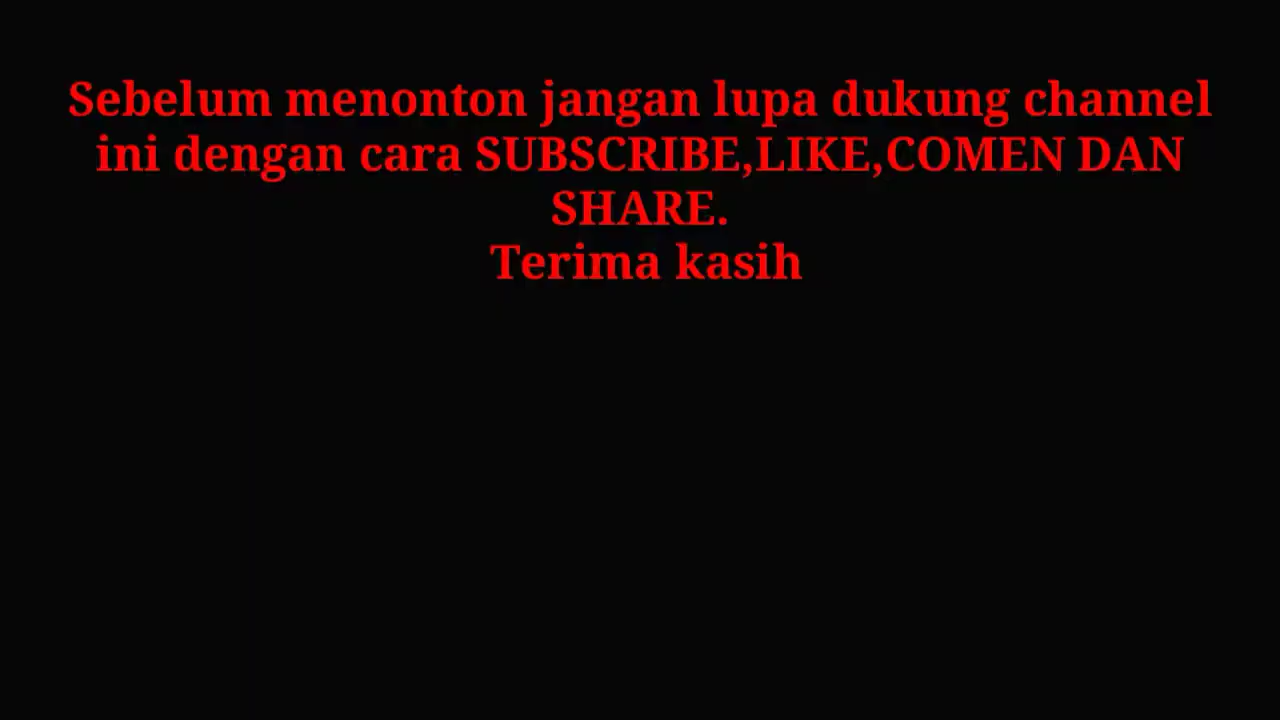 Sebelum menonton jangan lupa dukung channel
ini dengan cara SUBSCRIBE,LIKE,COMEN DAN
SHARE.
Terima kasih